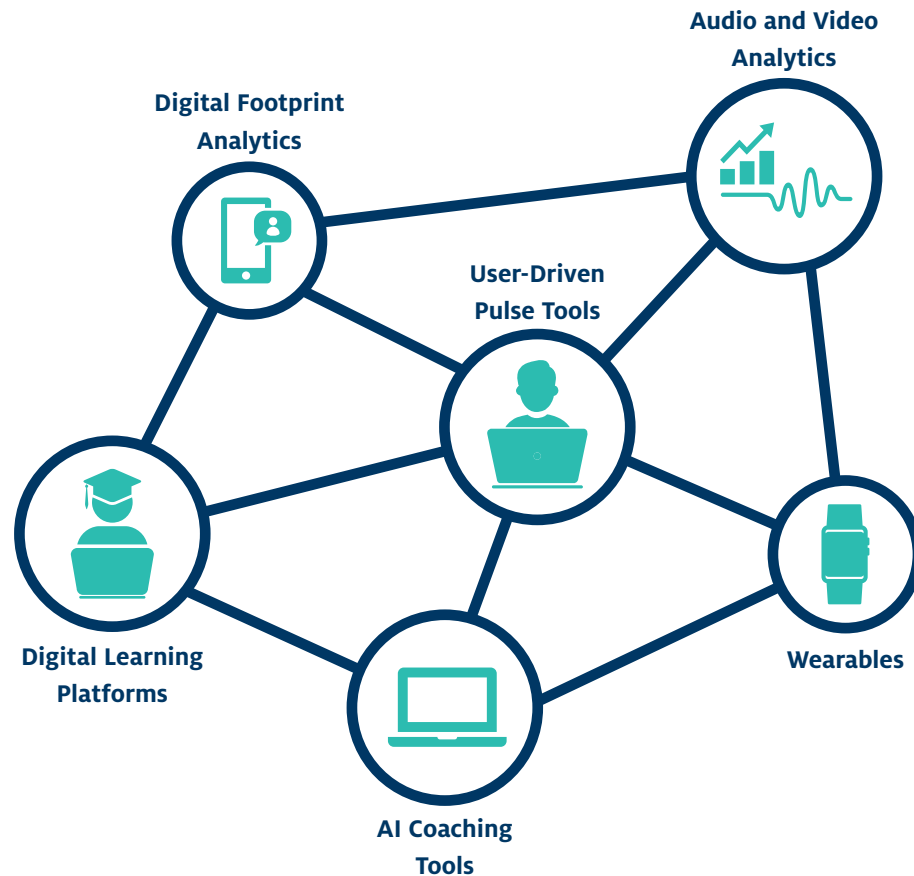 Audio and Video
Analytics
Digital Footprint
Analytics
User-Driven
Pulse Tools
Digital Learning
Platforms
Wearables
AI Coaching
Tools